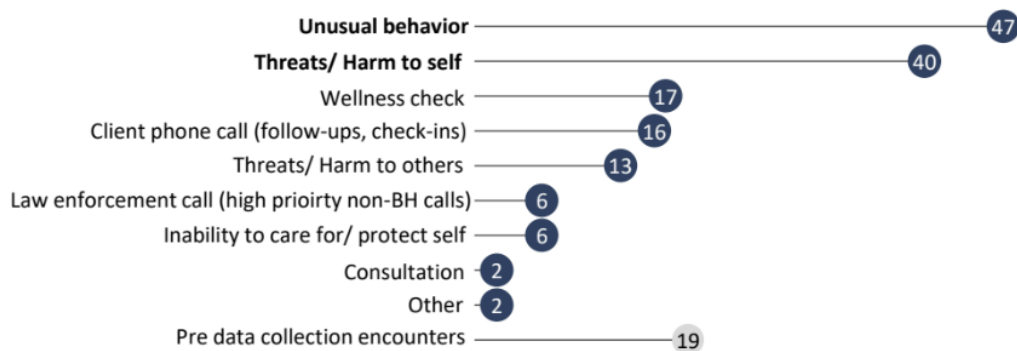 Unusual behavior 47
Threats/ Harm to self 40
Wellness check 17
Client phone call (follow-ups, check-ins) 16
Threats/ Harm to others 13
Law enforcement call (high prioirty non-BH calls) 6
Inability to care for/ protect self 6
Consultation 2
Other 2
Pre data collection encounters 19